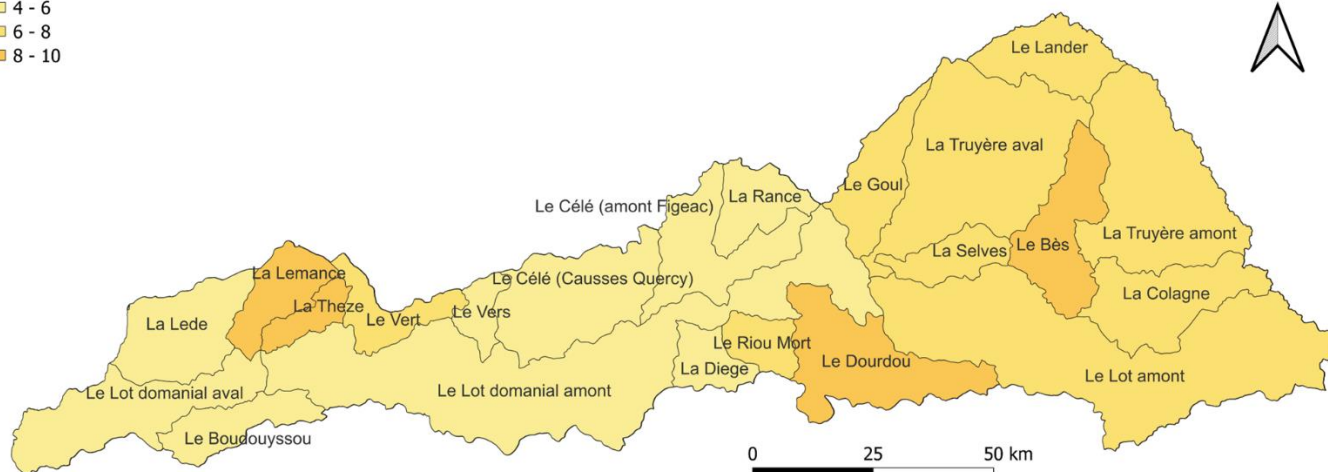 4 - 6
6 - 8
8 - 10
Le Lander
La Truyère aval
Le Goul
La Rance
Le Célé (amont Figeac)
La Truyère amont
Le Bès
La Selves
La Lemance
Le Célé (Causses Quercy)
La Colagne
La Theze
Le Vers
Le Vert
La Lede
Le Riou Mort
Le Dourdou
La Diege
Le Lot amont
Le Lot domanial amont
Le Lot domanial aval
Le Boudouyssou
0 25 50 km